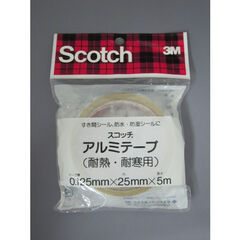 Scotch
3M
すき間シール、防水・防湿シールに
スコッチ
アルミテープ
(耐熱・耐寒用)
0.125mm×25mm×5m